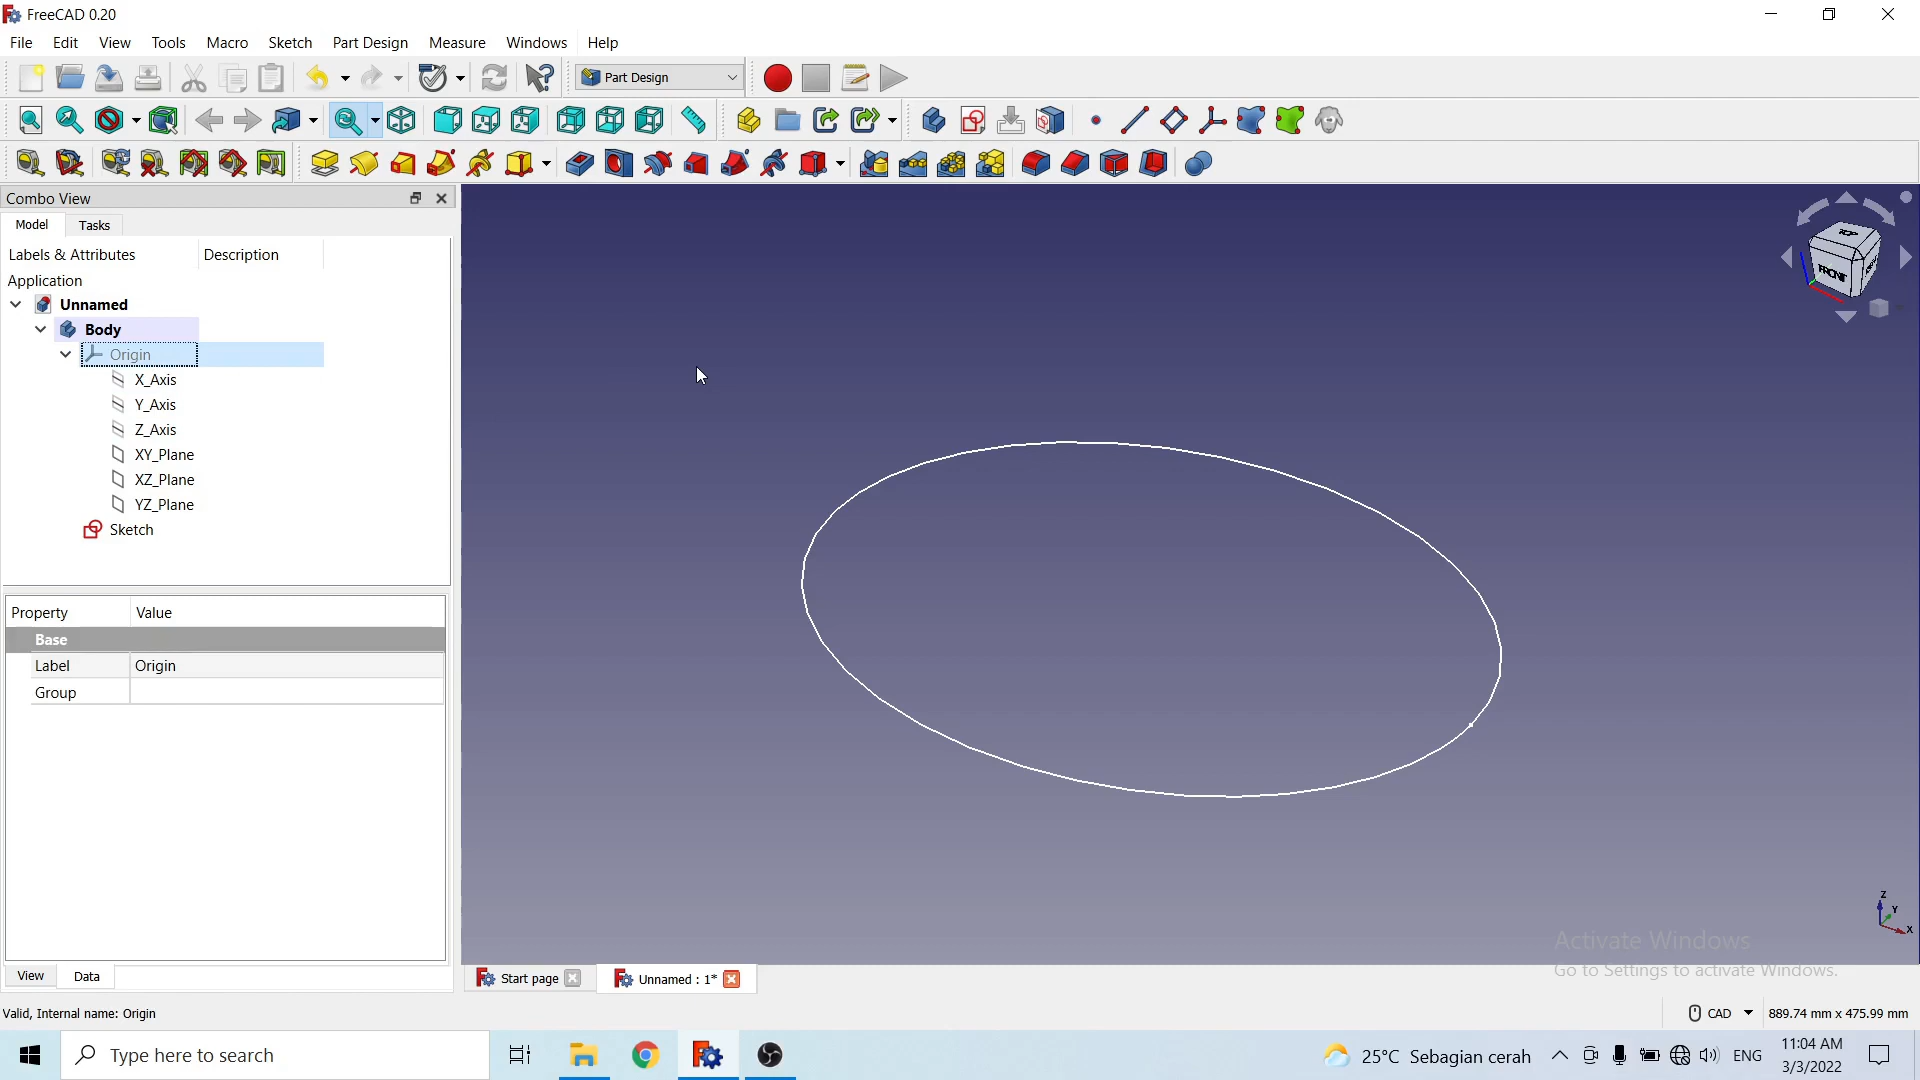 FreeCAD 0.20
File Edit View Tools Macro Sketch Part Design Measure Windows Help
Part Design
Combo View
Model Tasks
Labels & Attributes Description
Application
Unnamed
Body
Origin
X_Axis
Y_Axis
Z_Axis
XY_Plane
XZ_Plane
YZ_Plane
Sketch
Property Value
Base
Label Origin
Group
View Data
TOP
FRONT
Z
Y
X
Activate Windows
Go to Settings to activate Windows.
Start page Unnamed : 1*
Valid, Internal name: Origin
CAD 889.74 mm x 475.99 mm
Type here to search
25°C Sebagian cerah
ENG
11:04 AM
3/3/2022